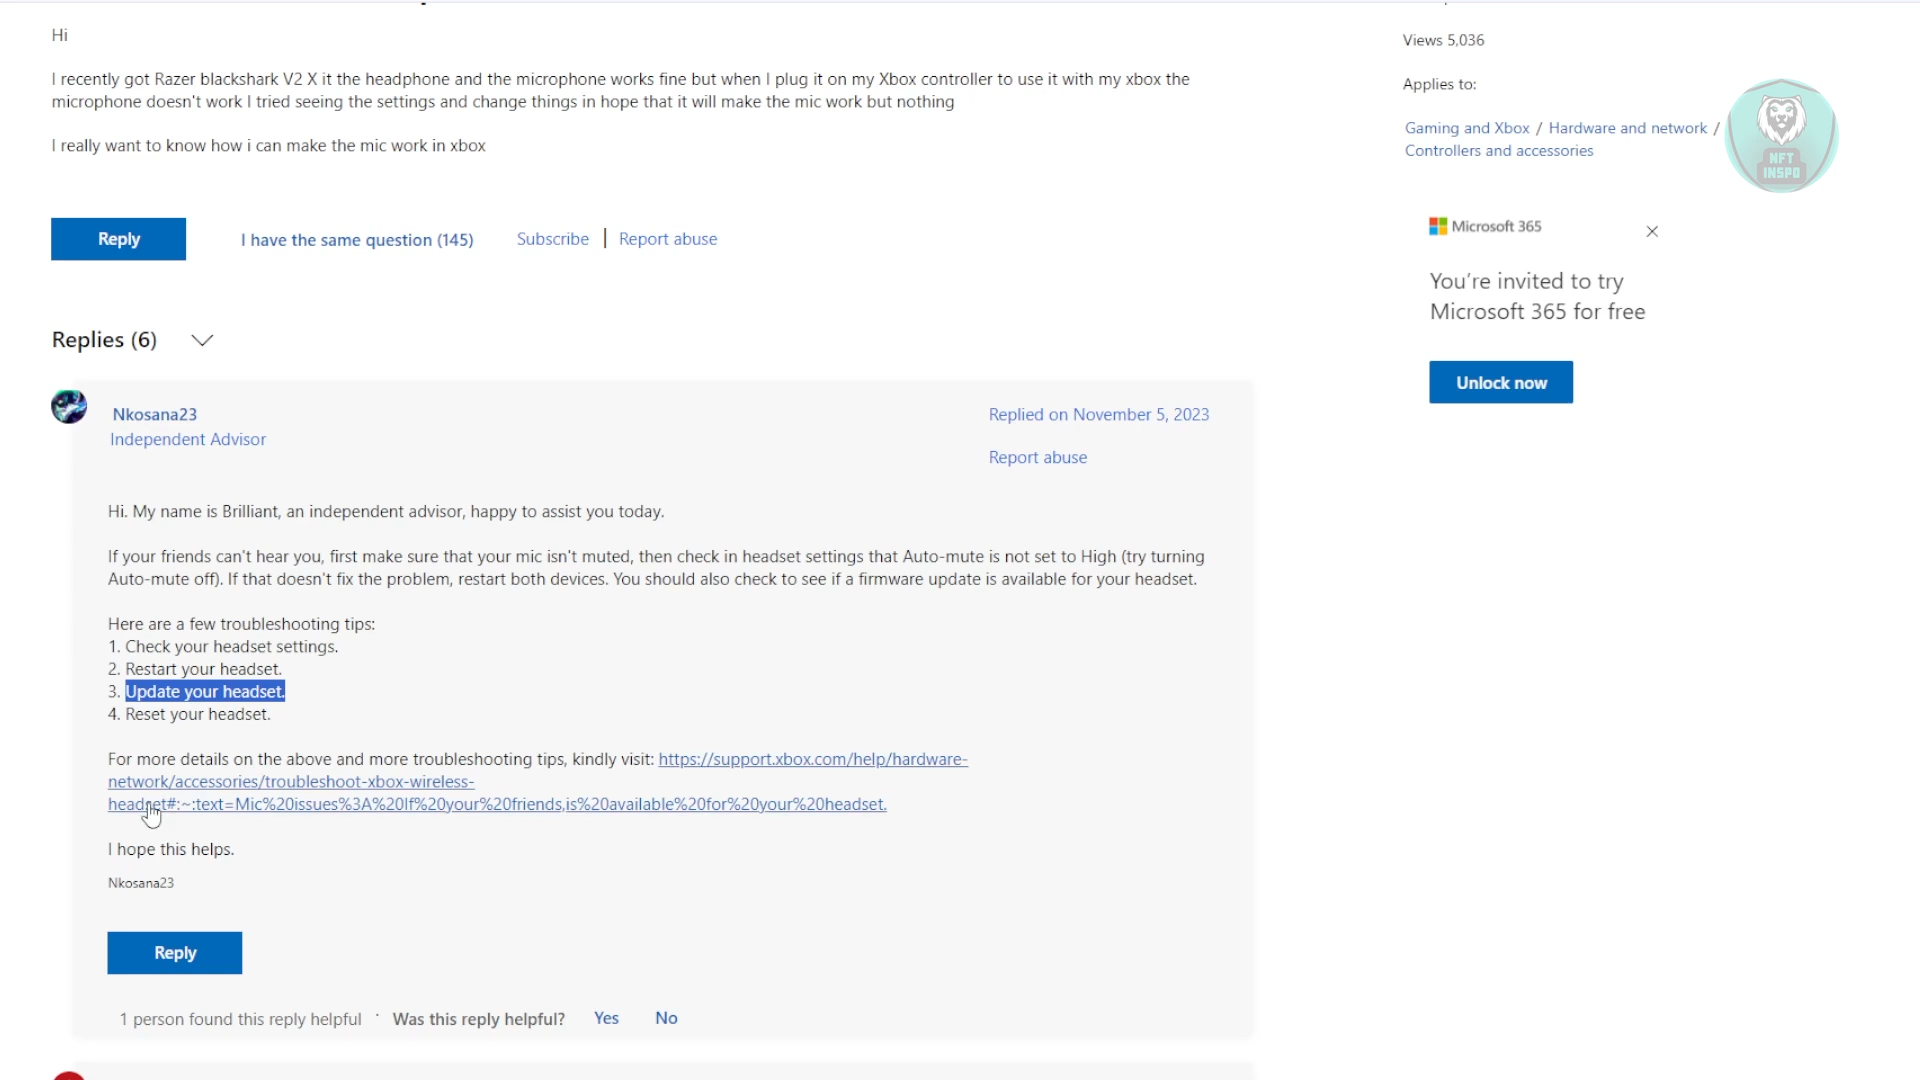 Hi
Views 5,036
I recently got Razer blackshark V2 X it the headphone and the microphone works fine but when I plug it on my Xbox controller to use it with my xbox the
microphone doesn't work I tried seeing the settings and change things in hope that it will make the mic work but nothing
Applies to:
I really want to know how i can make the mic work in xbox
Gaming and Xbox / Hardware and network /
Controllers and accessories
NFT
INSPO
Reply
I have the same question (145)
Subscribe | Report abuse
Microsoft 365
You're invited to try
Microsoft 365 for free
Unlock now
Replies (6)
Nkosana23
Independent Advisor
Replied on November 5, 2023
Report abuse
Hi. My name is Brilliant, an independent advisor, happy to assist you today.
If your friends can't hear you, first make sure that your mic isn't muted, then check in headset settings that Auto-mute is not set to High (try turning
Auto-mute off). If that doesn't fix the problem, restart both devices. You should also check to see if a firmware update is available for your headset.
Here are a few troubleshooting tips:
1. Check your headset settings.
2. Restart your headset.
3. Update your headset.
4. Reset your headset.
For more details on the above and more troubleshooting tips, kindly visit: https://support.xbox.com/help/hardware-
network/accessories/troubleshoot-xbox-wireless-
headset#:~:text=Mic%20issues%3A%20If%20your%20friends,is%20available%20for%20your%20headset.
I hope this helps.
Nkosana23
Reply
1 person found this reply helpful · Was this reply helpful? Yes No